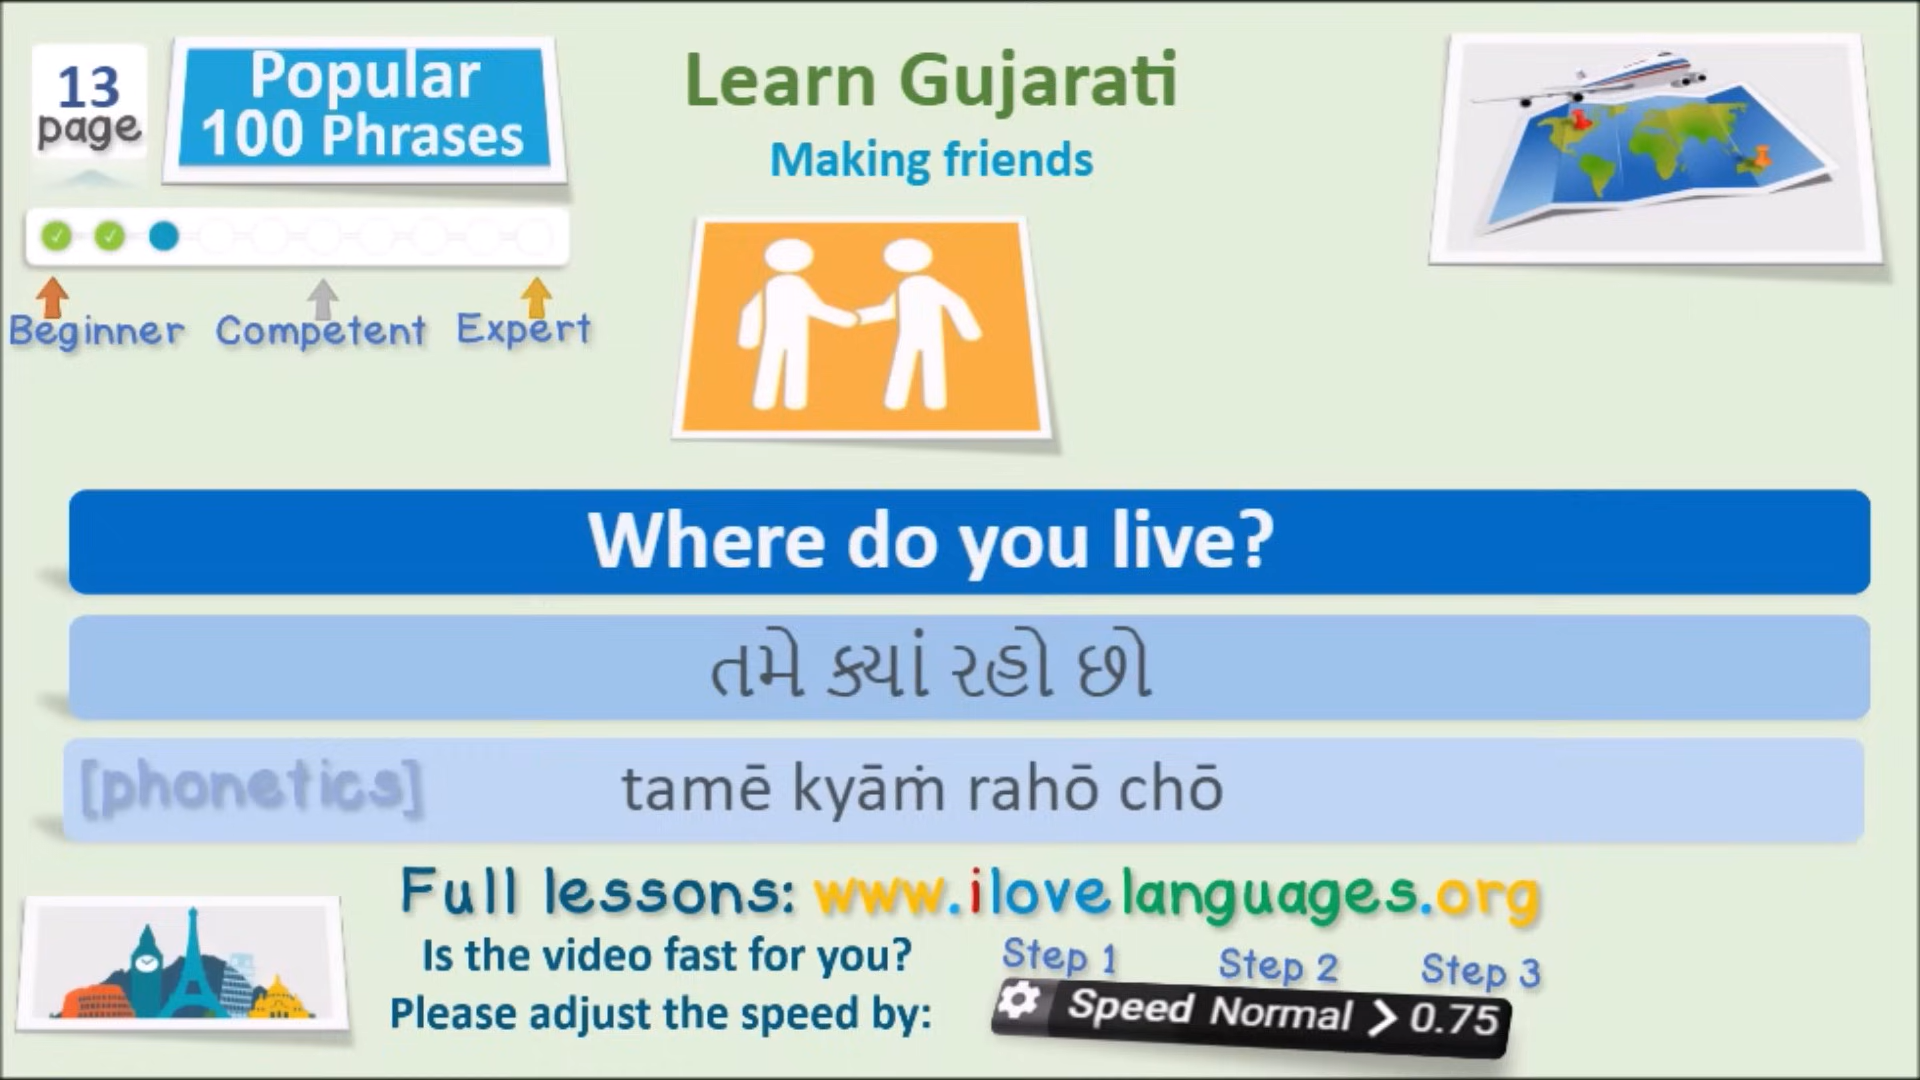 13
page
Popular
100 Phrases
Learn Gujarati
Making friends
Beginner Competent Expert
Where do you live?
તમે ક્યાં રહો છો
[phonetics] tamē kyāṁ rahō chō
Full lessons: www.ilovelanguages.org
Is the video fast for you?
Please adjust the speed by:
Step 1 Step 2 Step 3
Speed Normal > 0.75